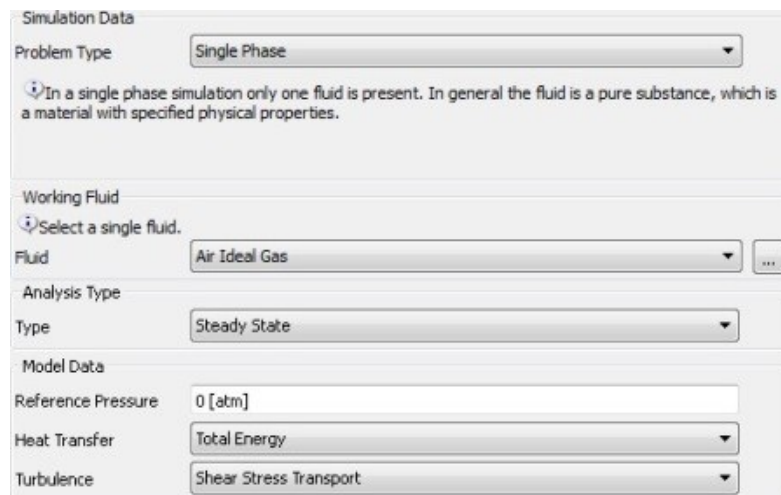 Simulation Data
Problem Type Single Phase
In a single phase simulation only one fluid is present. In general the fluid is a pure substance, which is
a material with specified physical properties.
Working Fluid
Select a single fluid.
Fluid Air Ideal Gas ...
Analysis Type
Type Steady State
Model Data
Reference Pressure 0 [atm]
Heat Transfer Total Energy
Turbulence Shear Stress Transport